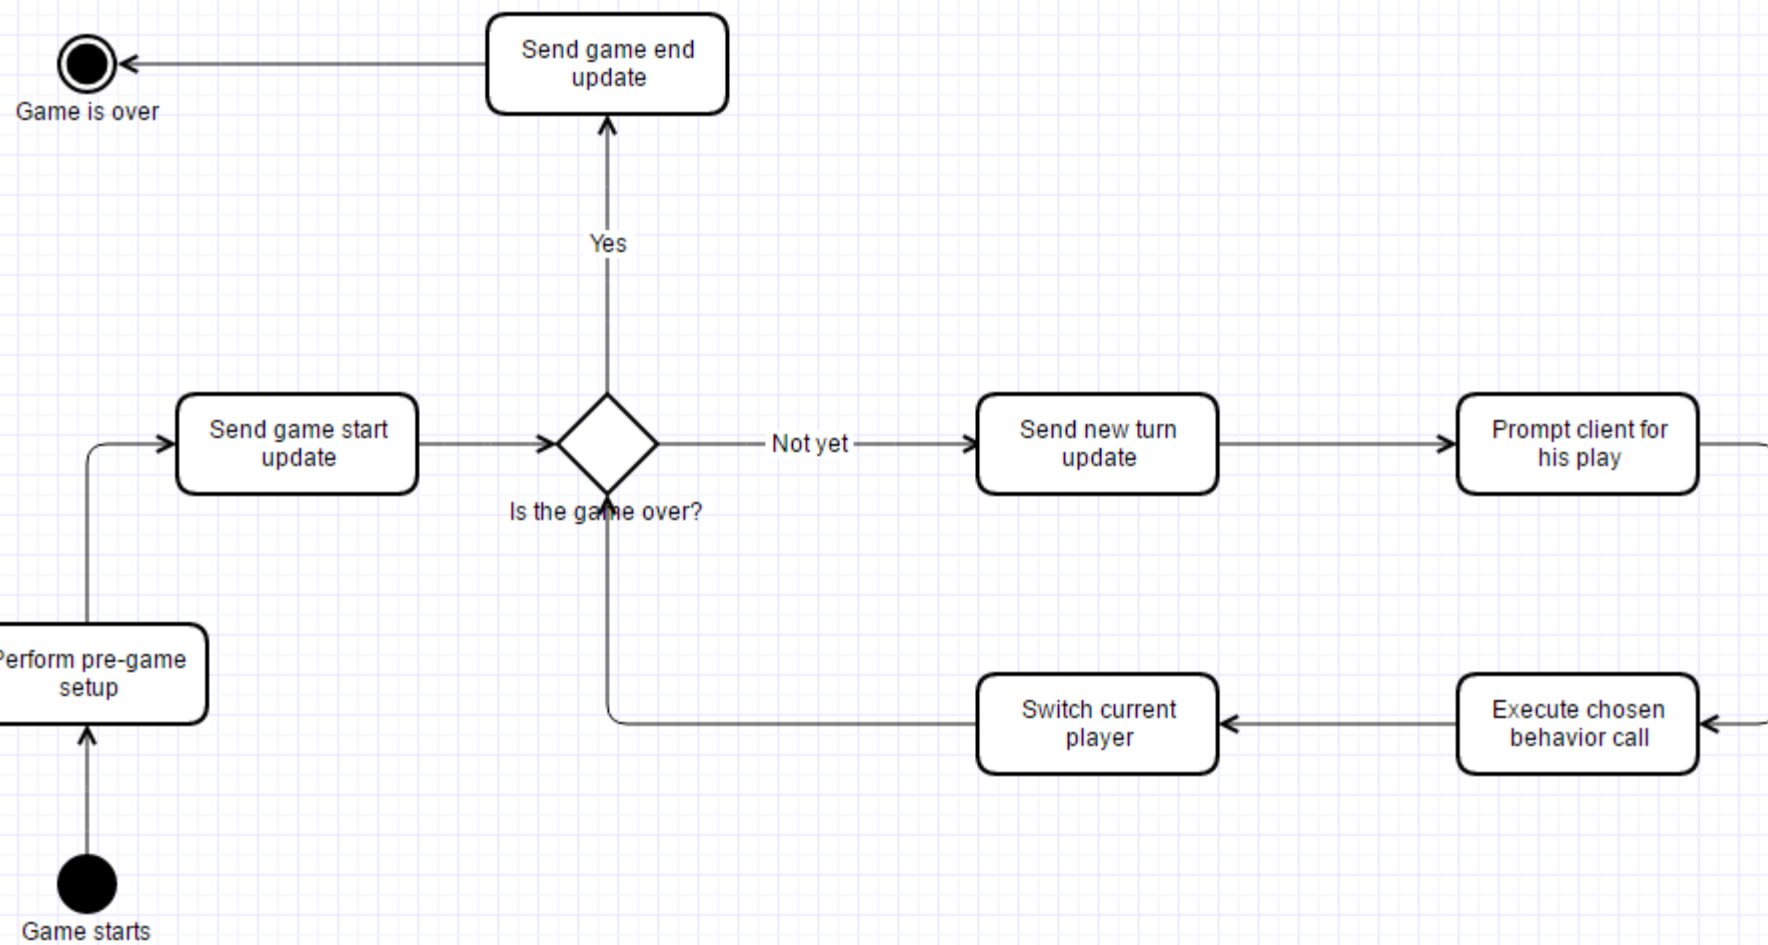 Send game end
update
Game is over
Yes
Send game start
update
Not yet
Send new turn
update
Prompt client for
his play
Is the game over?
Perform pre-game
setup
Switch current
player
Execute chosen
behavior call
Game starts